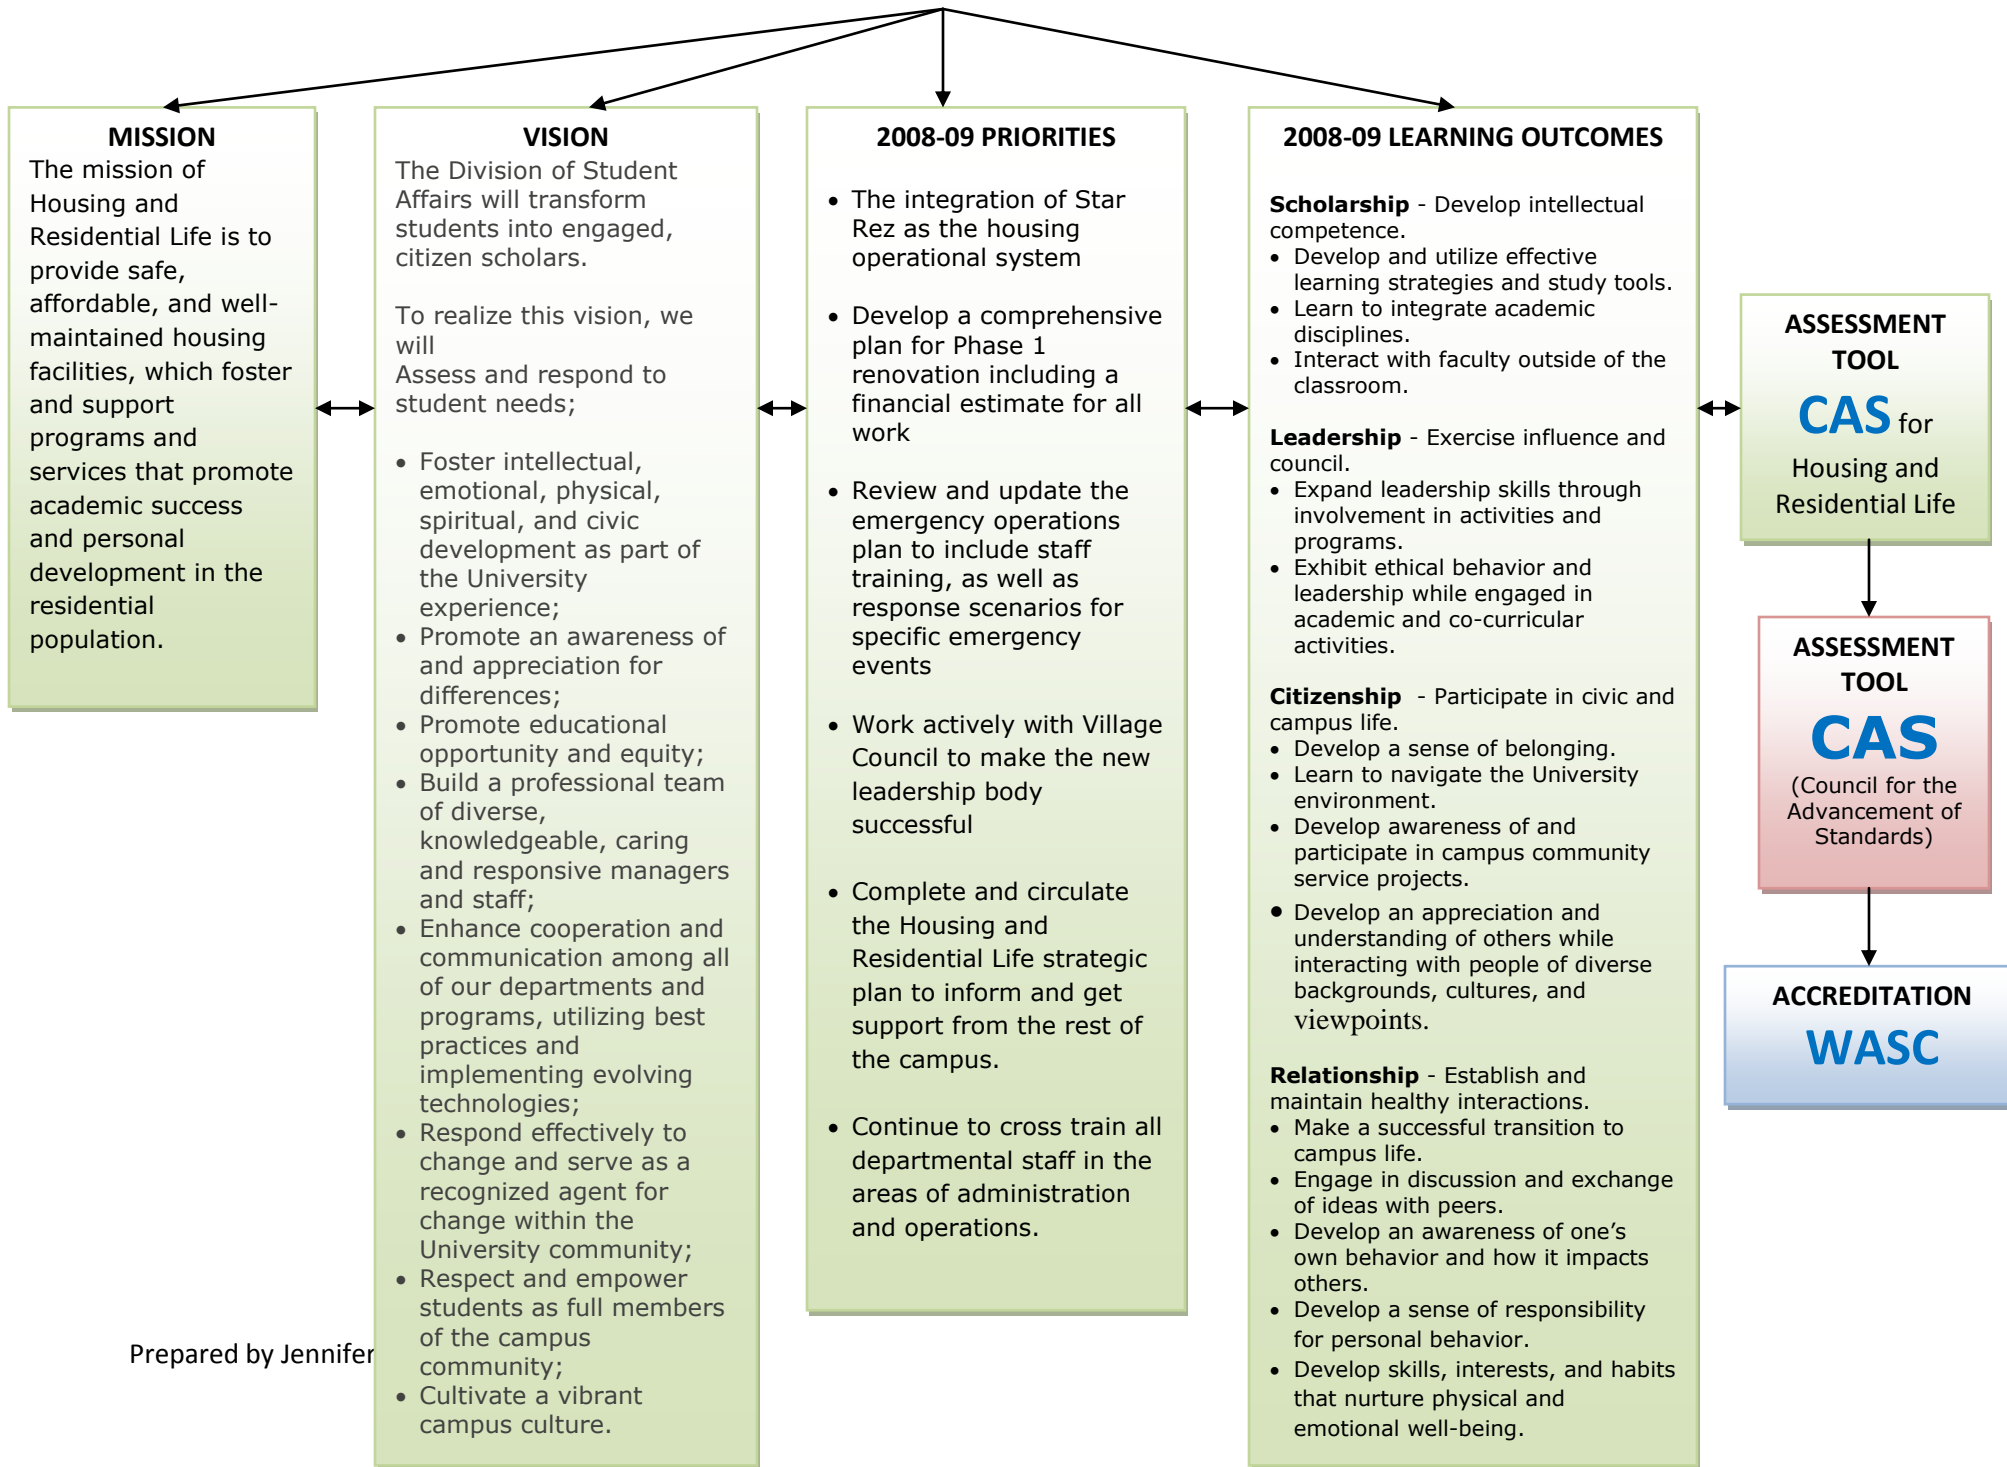 MISSION
The mission of
Housing and
Residential Life is to
provide safe,
affordable, and well-
maintained housing
facilities, which foster
and support
programs and
services that promote
academic success
and personal
development in the
residential
population.
VISION
The Division of Student
Affairs will transform
students into engaged,
citizen scholars.
To realize this vision, we
will
Assess and respond to
student needs;
• Foster intellectual,
emotional, physical,
spiritual, and civic
development as part of
the University
experience;
• Promote an awareness of
and appreciation for
differences;
• Promote educational
opportunity and equity;
• Build a professional team
of diverse,
knowledgeable, caring
and responsive managers
and staff;
• Enhance cooperation and
communication among all
of our departments and
programs, utilizing best
practices and
implementing evolving
technologies;
• Respond effectively to
change and serve as a
recognized agent for
change within the
University community;
• Respect and empower
students as full members
of the campus
community;
• Cultivate a vibrant
campus culture.
2008-09 PRIORITIES
• The integration of Star
Rez as the housing
operational system
• Develop a comprehensive
plan for Phase 1
renovation including a
financial estimate for all
work
• Review and update the
emergency operations
plan to include staff
training, as well as
response scenarios for
specific emergency
events
• Work actively with Village
Council to make the new
leadership body
successful
• Complete and circulate
the Housing and
Residential Life strategic
plan to inform and get
support from the rest of
the campus.
• Continue to cross train all
departmental staff in the
areas of administration
and operations.
2008-09 LEARNING OUTCOMES
Scholarship - Develop intellectual
competence.
• Develop and utilize effective
learning strategies and study tools.
• Learn to integrate academic
disciplines.
• Interact with faculty outside of the
classroom.
Leadership - Exercise influence and
council.
• Expand leadership skills through
involvement in activities and
programs.
• Exhibit ethical behavior and
leadership while engaged in
academic and co-curricular
activities.
Citizenship - Participate in civic and
campus life.
• Develop a sense of belonging.
• Learn to navigate the University
environment.
• Develop awareness of and
participate in campus community
service projects.
• Develop an appreciation and
understanding of others while
interacting with people of diverse
backgrounds, cultures, and
viewpoints.
Relationship - Establish and
maintain healthy interactions.
• Make a successful transition to
campus life.
• Engage in discussion and exchange
of ideas with peers.
• Develop an awareness of one’s
own behavior and how it impacts
others.
• Develop a sense of responsibility
for personal behavior.
• Develop skills, interests, and habits
that nurture physical and
emotional well-being.
ASSESSMENT
TOOL
CAS for
Housing and
Residential Life
ASSESSMENT
TOOL
CAS
(Council for the
Advancement of
Standards)
ACCREDITATION
WASC
Prepared by Jennifer